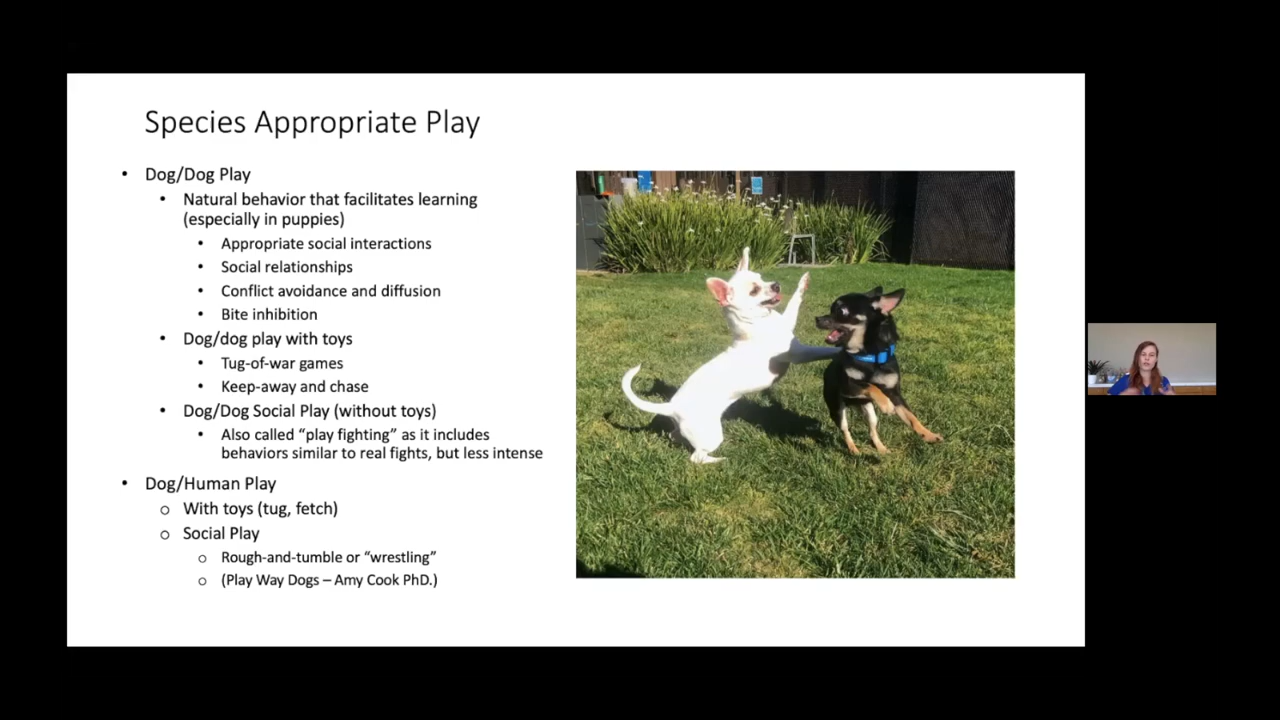 Species Appropriate Play
• Dog/Dog Play
• Natural behavior that facilitates learning
(especially in puppies)
• Appropriate social interactions
• Social relationships
• Conflict avoidance and diffusion
• Bite inhibition
• Dog/dog play with toys
• Tug-of-war games
• Keep-away and chase
• Dog/Dog Social Play (without toys)
• Also called “play fighting” as it includes
behaviors similar to real fights, but less intense
• Dog/Human Play
o With toys (tug, fetch)
o Social Play
o Rough-and-tumble or “wrestling”
o (Play Way Dogs – Amy Cook PhD.)